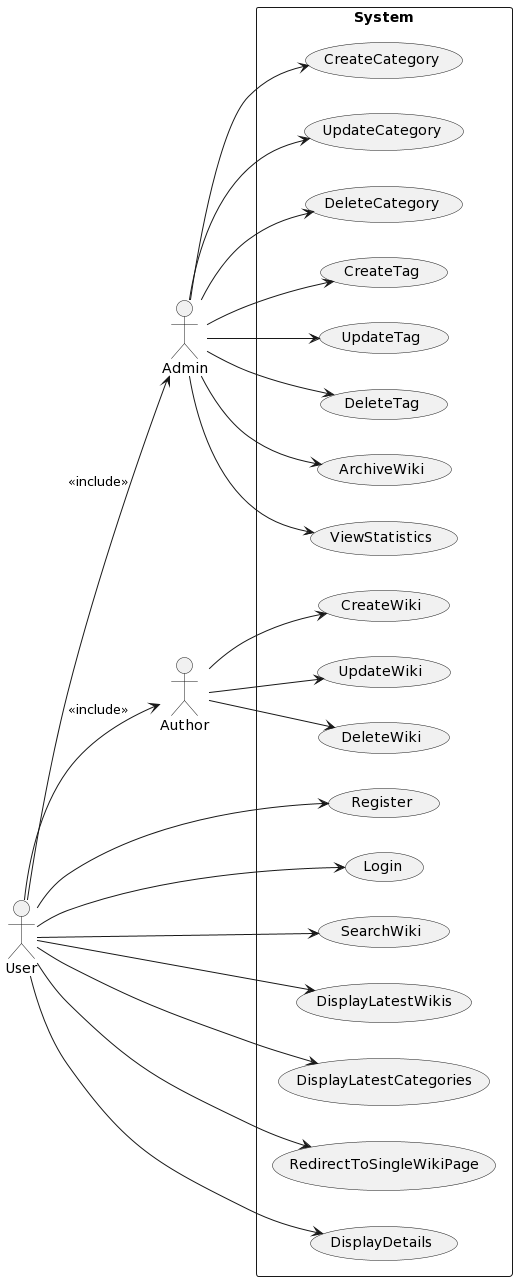 System
CreateCategory
UpdateCategory
DeleteCategory
CreateTag
UpdateTag
Admin
DeleteTag
ArchiveWiki
«include»
ViewStatistics
CreateWiki
UpdateWiki
«include»
Author
DeleteWiki
Register
Login
SearchWiki
User
DisplayLatestWikis
DisplayLatestCategories
RedirectToSingleWikiPage
DisplayDetails